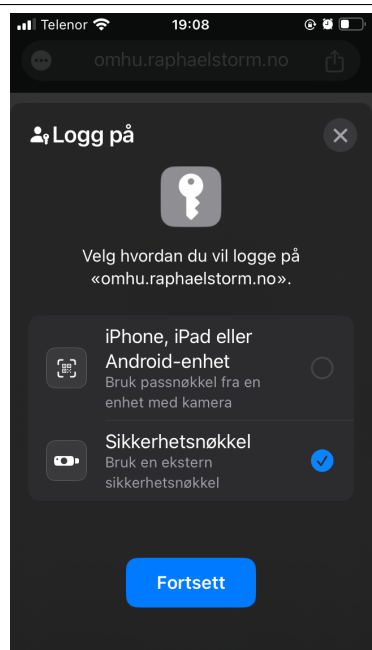 Telenor 19:08
omhu.raphaelstorm.no
Logg på
Velg hvordan du vil logge på
«omhu.raphaelstorm.no».
iPhone, iPad eller
Android-enhet
Bruk passnøkkel fra en
enhet med kamera
Sikkerhetsnøkkel
Bruk en ekstern
sikkerhetsnøkkel
Fortsett